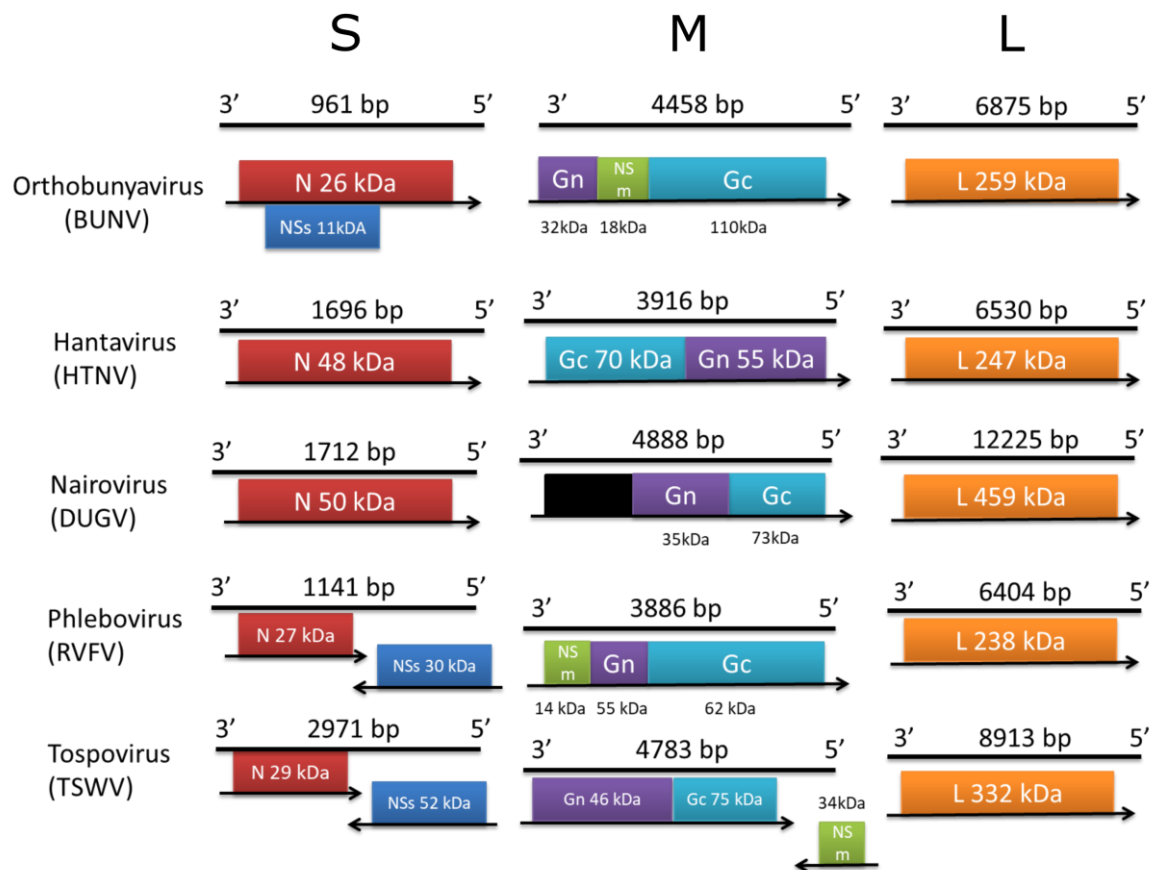 S M L
3’ 961 bp 5’ 3’ 4458 bp 5’ 3’ 6875 bp 5’
Orthobunyavirus
(BUNV)
N 26 kDa
NSs 11kDA
Gn
NS
m
Gc
32kDa 18kDa 110kDa
L 259 kDa
3’ 1696 bp 5’ 3’ 3916 bp 5’ 3’ 6530 bp 5’
Hantavirus
(HTNV)
N 48 kDa
Gc 70 kDa Gn 55 kDa
L 247 kDa
3’ 1712 bp 5’ 3’ 4888 bp 5’ 3’ 12225 bp 5’
Nairovirus
(DUGV)
N 50 kDa
Gn Gc
35kDa 73kDa
L 459 kDa
3’ 1141 bp 5’ 3’ 3886 bp 5’ 3’ 6404 bp 5’
Phlebovirus
(RVFV)
N 27 kDa
NSs 30 kDa
NS
m
Gn
Gc
14 kDa 55 kDa 62 kDa
L 238 kDa
3’ 2971 bp 5’ 3’ 4783 bp 5’ 3’ 8913 bp 5’
Tospovirus
(TSWV)
N 29 kDa
NSs 52 kDa
Gn 46 kDa Gc 75 kDa
34kDa
NS
m
L 332 kDa